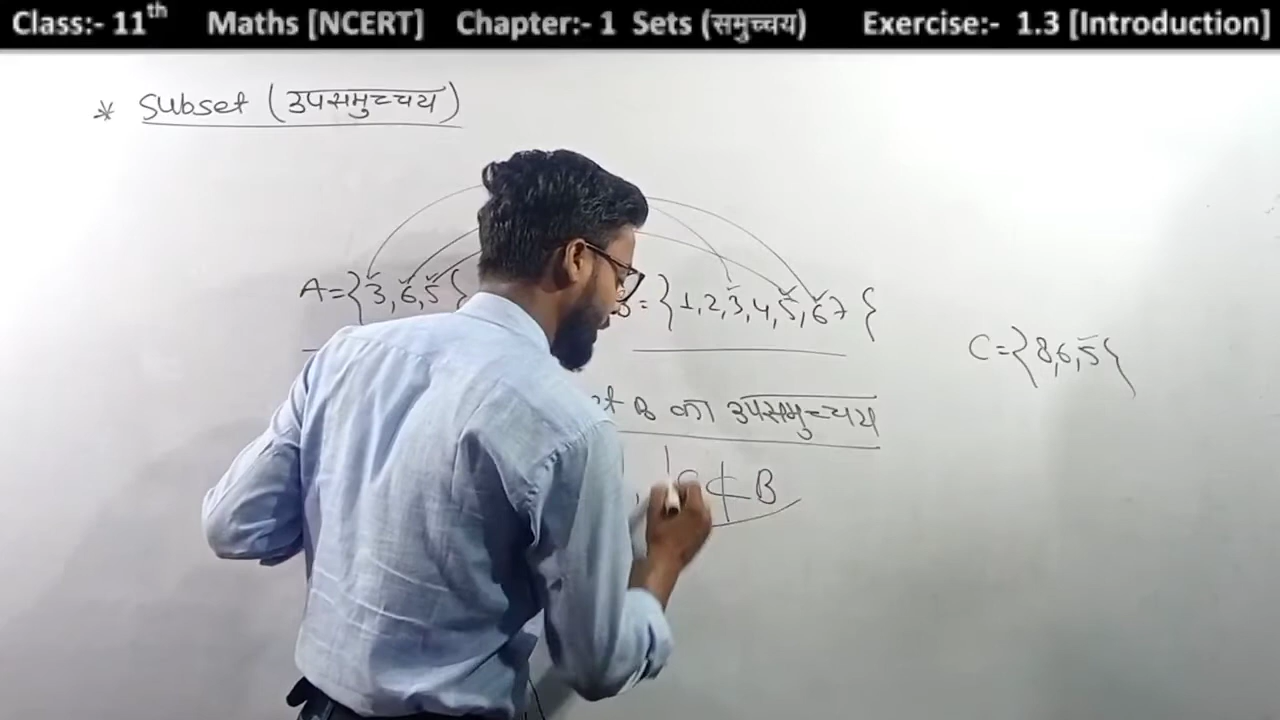 Class:- 11th Maths [NCERT] Chapter:- 1 Sets (समुच्चय) Exercise:- 1.3 [Introduction]
* Subset (उपसमुच्चय)
A={3,6,5} = {1,2,3,4,5,6 7}
C={8,6,5}
B का उपसमुच्चय
⊄ B